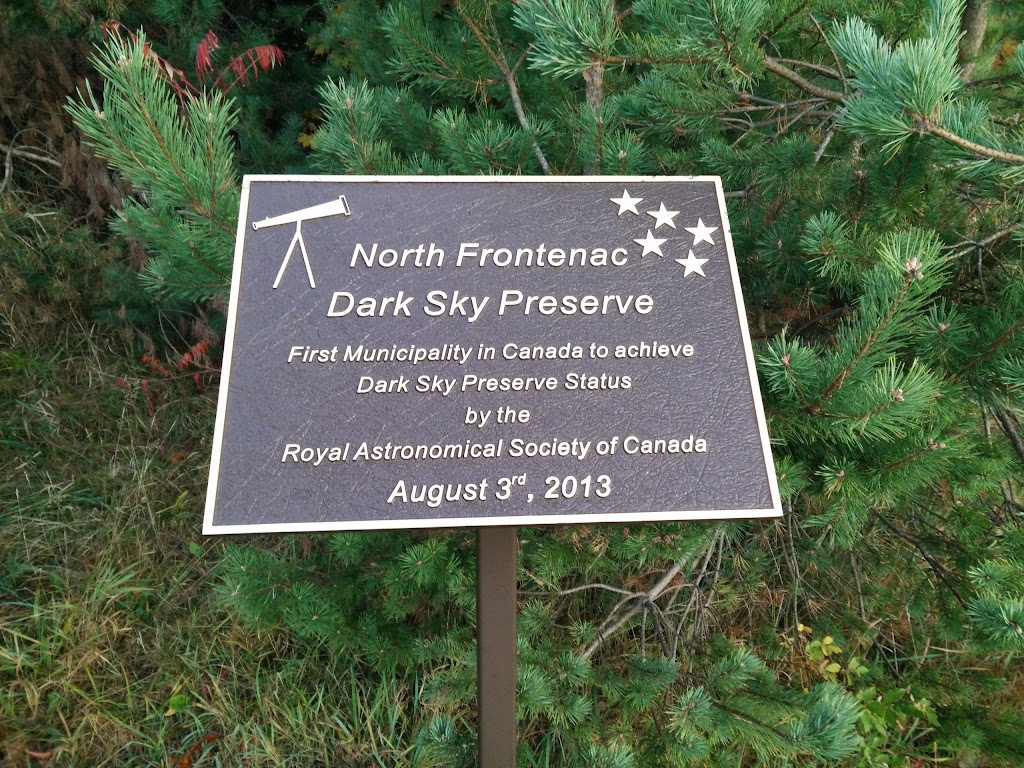 North Frontenac
Dark Sky Preserve
First Municipality in Canada to achieve
Dark Sky Preserve Status
by the
Royal Astronomical Society of Canada
August 3rd, 2013